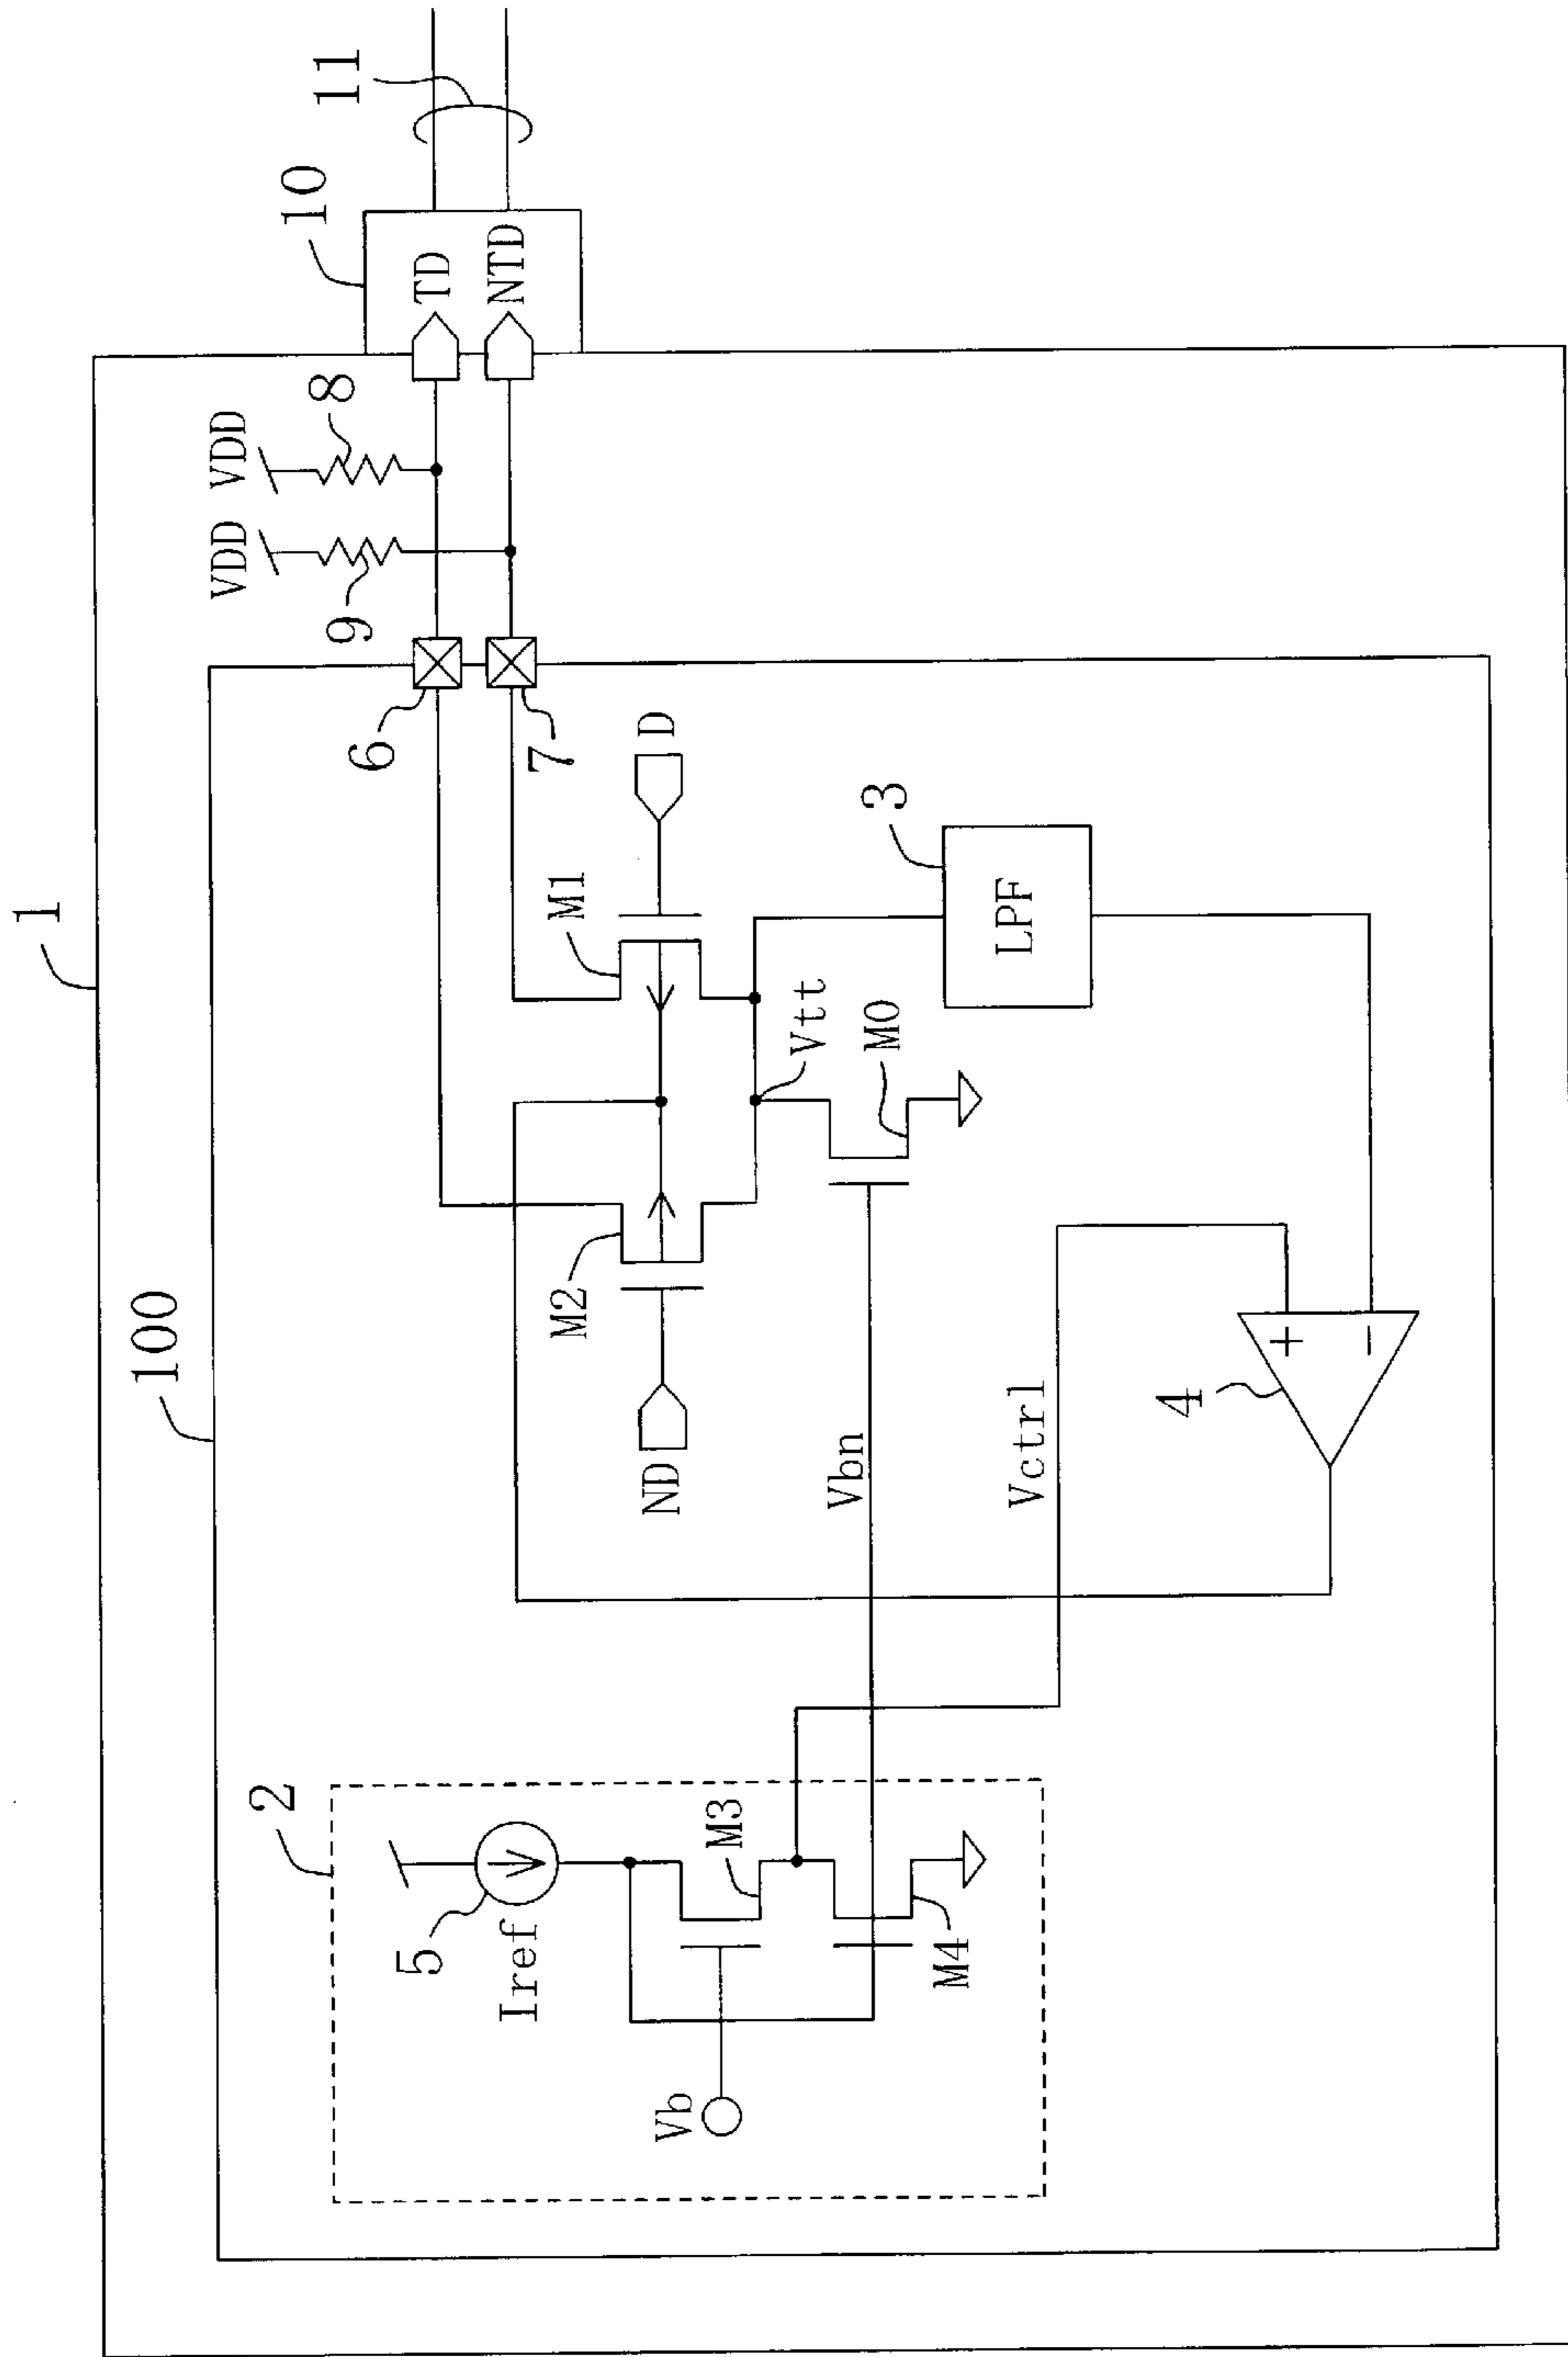 1
100
2
5
Iref
Vb
M3
M4
Vbn
Vctrl
4
+
-
ND
M2
M1
D
Vtt
M0
3
LPF
6
7
VDD
VDD
9
8
10
TD
NTD
11